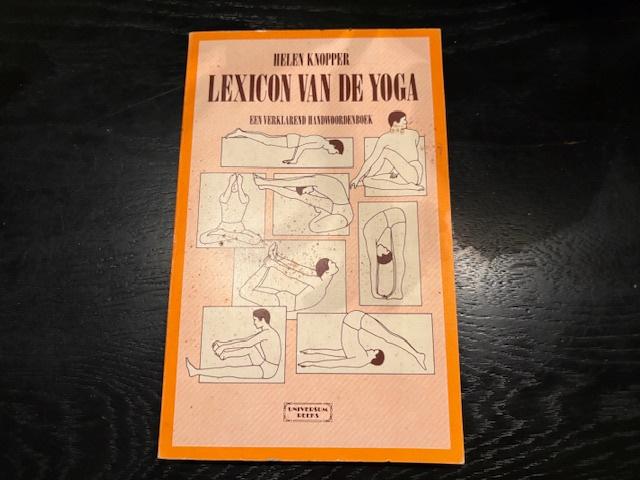 HELEN KNOPPER
LEXICON VAN DE YOGA
EEN VERKLAREND HANDWOORDENBOEK
UNIVERSUM
REEKS